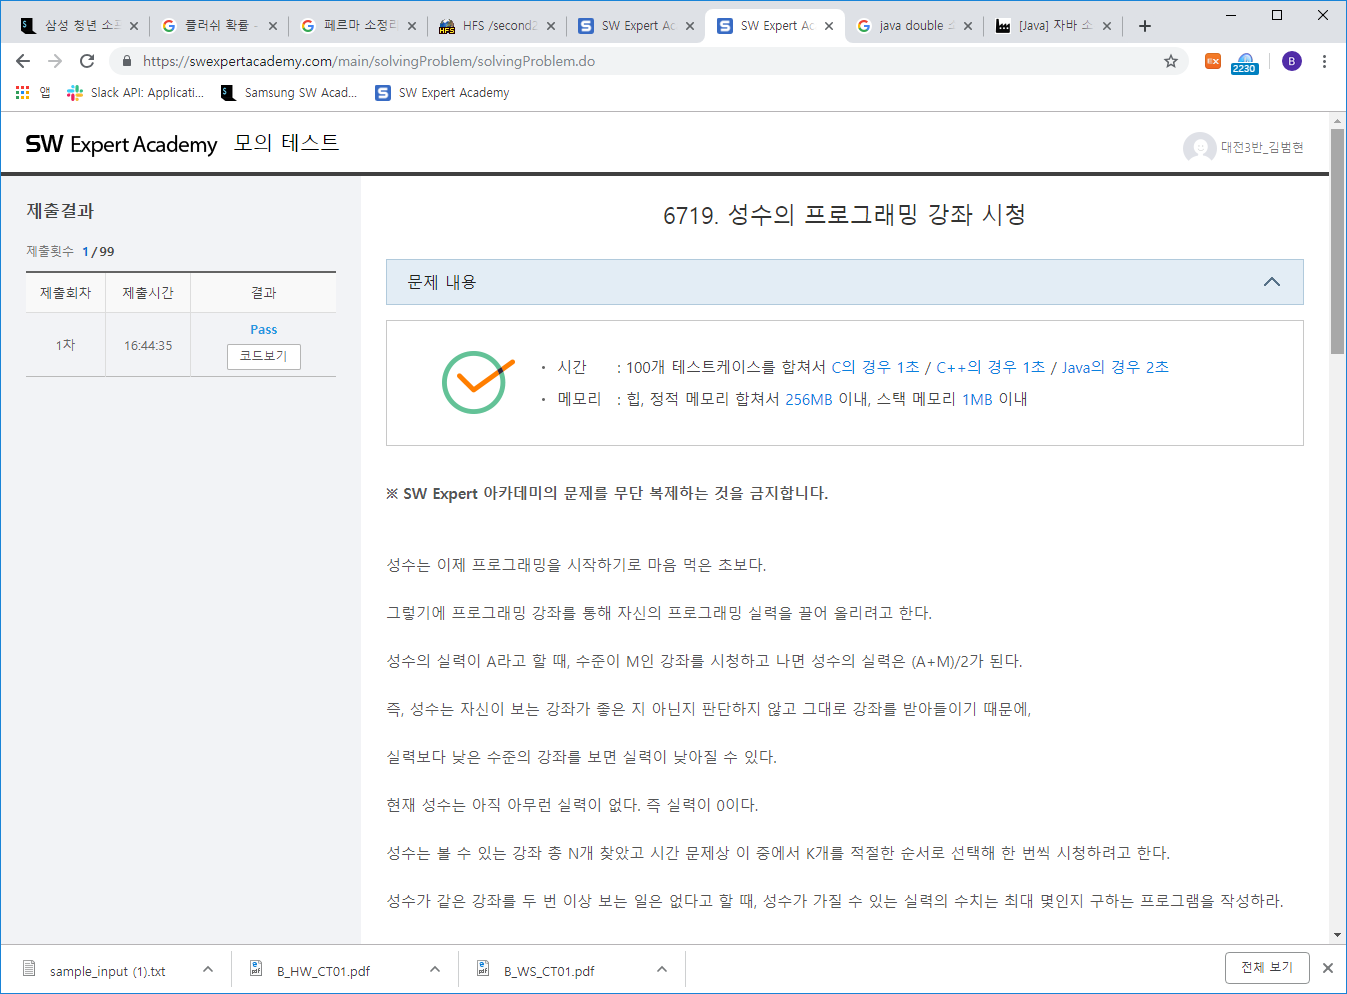 삼성 청년 소프
플러쉬 확률 -
페르마 소정리
HFS /second2
SW Expert Ac
SW Expert Ac
java double 소
[Java] 자바 소
https://swexpertacademy.com/main/solvingProblem/solvingProblem.do
2230
B
앱
Slack API: Applicati...
Samsung SW Acad...
SW Expert Academy
SW Expert Academy 모의 테스트
대전3반_김범현
제출결과
제출횟수 1 / 99
제출회차 제출시간 결과
1차 16:44:35 Pass
코드보기
6719. 성수의 프로그래밍 강좌 시청
문제 내용
· 시간 : 100개 테스트케이스를 합쳐서 C의 경우 1초 / C++의 경우 1초 / Java의 경우 2초
· 메모리 : 힙, 정적 메모리 합쳐서 256MB 이내, 스택 메모리 1MB 이내
※ SW Expert 아카데미의 문제를 무단 복제하는 것을 금지합니다.
성수는 이제 프로그래밍을 시작하기로 마음 먹은 초보다.
그렇기에 프로그래밍 강좌를 통해 자신의 프로그래밍 실력을 끌어 올리려고 한다.
성수의 실력이 A라고 할 때, 수준이 M인 강좌를 시청하고 나면 성수의 실력은 (A+M)/2가 된다.
즉, 성수는 자신이 보는 강좌가 좋은 지 아닌지 판단하지 않고 그대로 강좌를 받아들이기 때문에,
실력보다 낮은 수준의 강좌를 보면 실력이 낮아질 수 있다.
현재 성수는 아직 아무런 실력이 없다. 즉 실력이 0이다.
성수는 볼 수 있는 강좌 총 N개 찾았고 시간 문제상 이 중에서 K개를 적절한 순서로 선택해 한 번씩 시청하려고 한다.
성수가 같은 강좌를 두 번 이상 보는 일은 없다고 할 때, 성수가 가질 수 있는 실력의 수치는 최대 몇인지 구하는 프로그램을 작성하라.
sample_input (1).txt
B_HW_CT01.pdf
B_WS_CT01.pdf
전체 보기